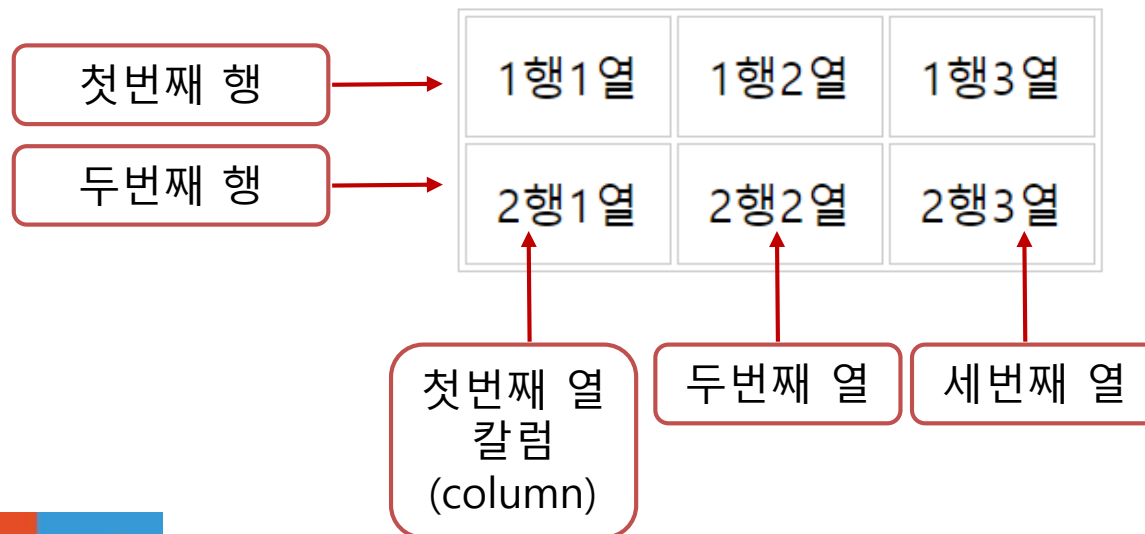 첫번째 행
1행1열 1행2열 1행3열
두번째 행
2행1열 2행2열 2행3열
첫번째 열
칼럼
(column)
두번째 열
세번째 열